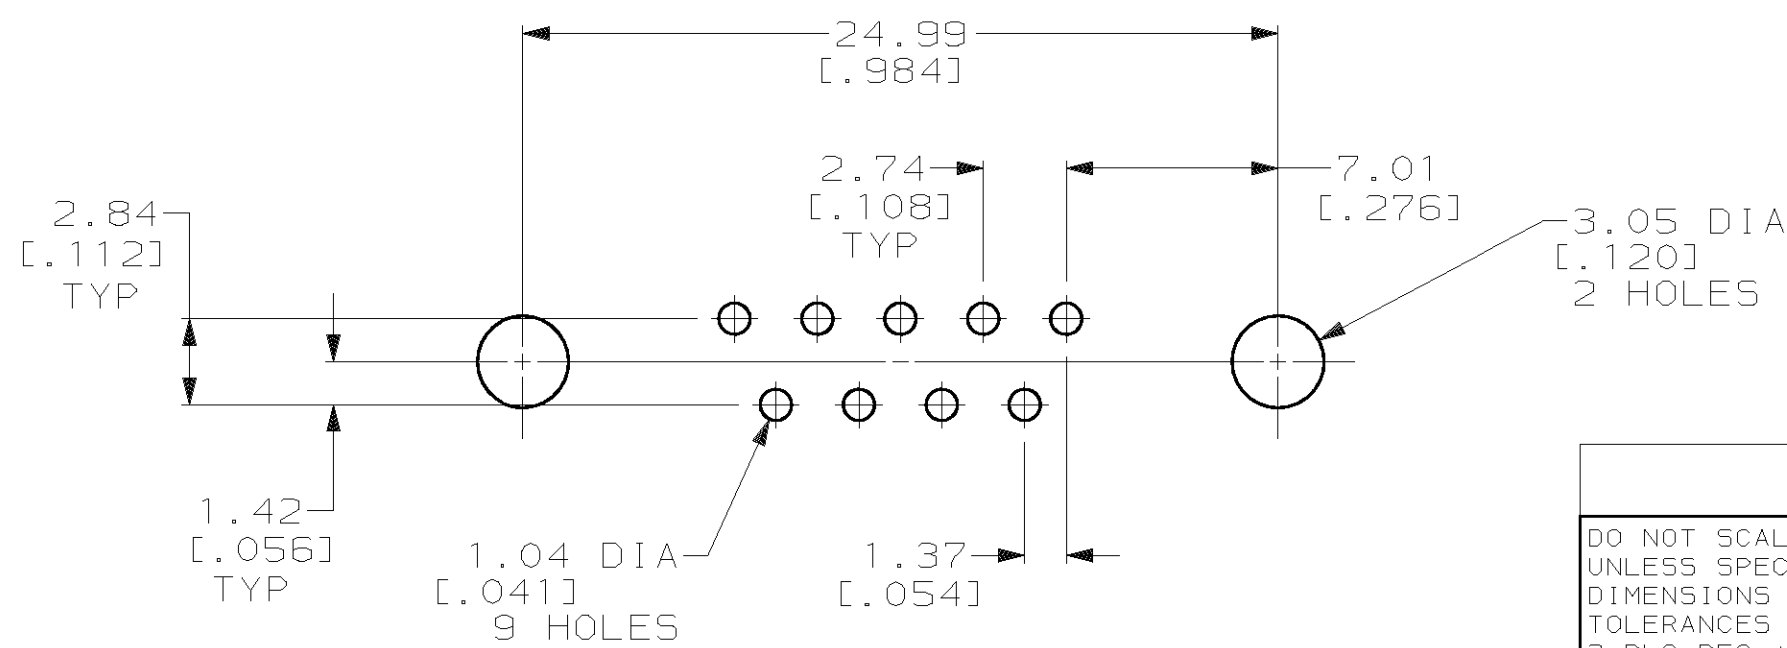 24.99
[.984]
2.74
[.108]
TYP
7.01
[.276]
2.84
[.112]
TYP
3.05 DIA
[.120]
2 HOLES
1.42
[.056]
TYP
1.04 DIA
[.041]
9 HOLES
1.37
[.054]
DO NOT SCAL
UNLESS SPEC
DIMENSIONS
TOLERANCES